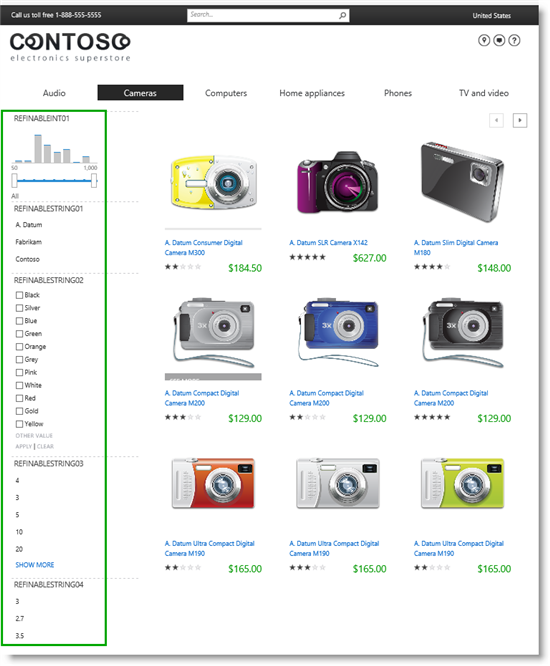 Call us toll free 1-888-555-5555
Search...
United States
CONTOSO
electronics superstore
Audio
Cameras
Computers
Home appliances
Phones
TV and video
REFINABLEINT01
50 1,000
All
REFINABLESTRING01
A. Datum
Fabrikam
Contoso
REFINABLESTRING02
Black
Silver
Blue
Green
Orange
Grey
Pink
White
Red
Gold
Yellow
OTHER VALUE
APPLY | CLEAR
REFINABLESTRING03
4
3
5
10
20
SHOW MORE
REFINABLESTRING04
3
2.7
3.5
A. Datum Consumer Digital
Camera M300
$184.50
A. Datum SLR Camera X142
$627.00
A. Datum Slim Digital Camera
M180
$148.00
3X
A. Datum Compact Digital
Camera M200
$129.00
3X
A. Datum Compact Digital
Camera M200
$129.00
3X
A. Datum Compact Digital
Camera M200
$129.00
A. Datum Ultra Compact Digital
Camera M190
$165.00
A. Datum Ultra Compact Digital
Camera M190
$165.00
A. Datum Ultra Compact Digital
Camera M190
$165.00